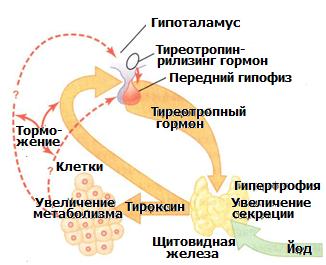 Гипоталамус
Тиреотропин-
рилизинг гормон
Передний гипофиз
Тиреотропный
гормон
?
?
Тормо-
жение
Клетки
Увеличение
метаболизма
Тироксин
Гипертрофия
Увеличение
секреции
Щитовидная
железа
Йод